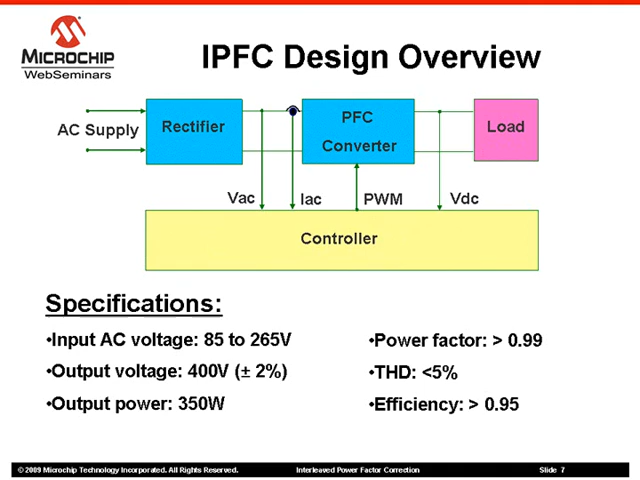 MICROCHIP
WebSeminars
IPFC Design Overview
AC Supply
Rectifier
PFC
Converter
Load
Vac
Iac
PWM
Vdc
Controller
Specifications:
•Input AC voltage: 85 to 265V
•Output voltage: 400V (± 2%)
•Output power: 350W
•Power factor: > 0.99
•THD: <5%
•Efficiency: > 0.95
© 2009 Microchip Technology Incorporated. All Rights Reserved.
Interleaved Power Factor Correction
Slide 7